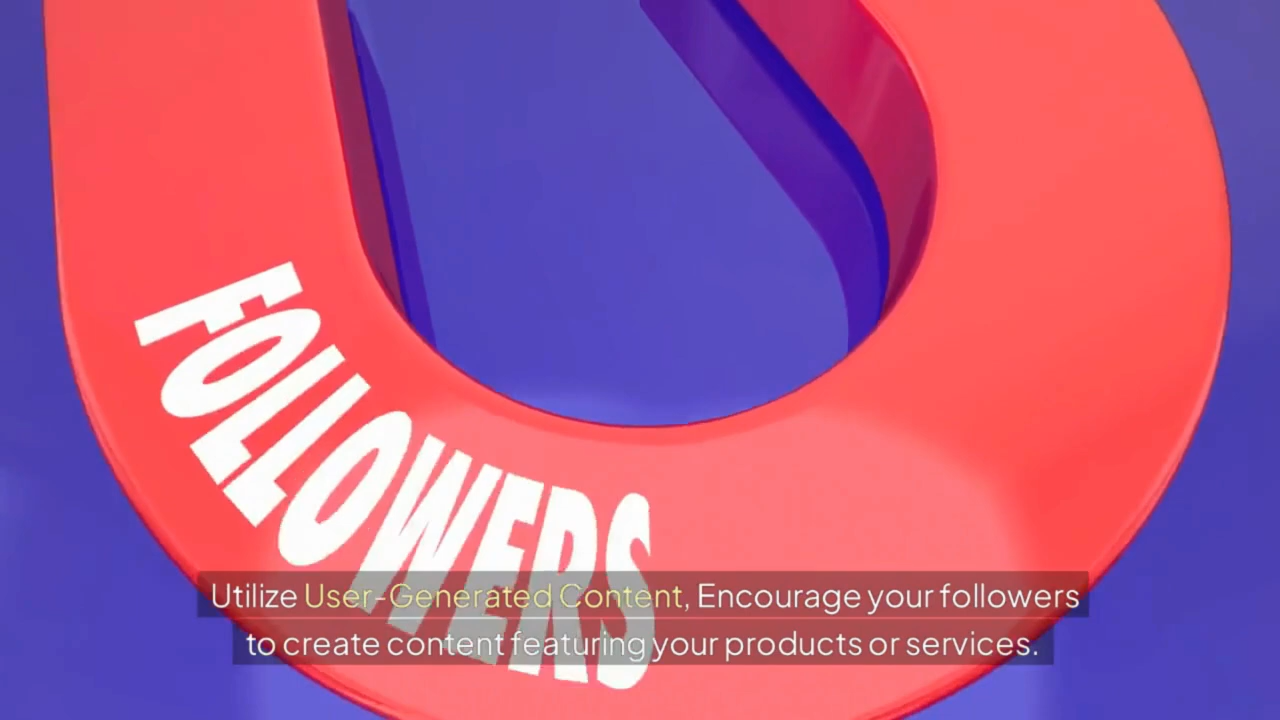 FOLLOWERS
Utilize User-Generated Content, Encourage your followers
to create content featuring your products or services.